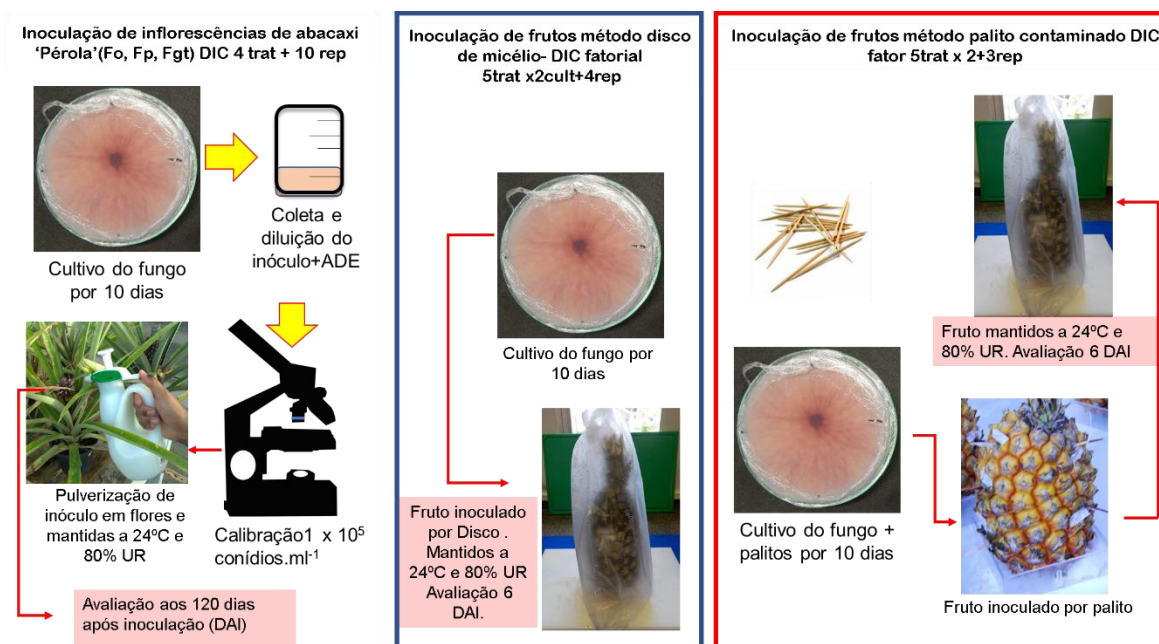 Inoculação de inflorescências de abacaxi
‘Pérola’(Fo, Fp, Fgt) DIC 4 trat + 10 rep
Cultivo do fungo
por 10 dias
Coleta e
diluição do
inóculo+ADE
Pulverização de
inóculo em flores e
mantidas a 24ºC e
80% UR
Calibração1 x 10⁵
conídios.ml⁻¹
Avaliação aos 120 dias
após inoculação (DAI)
Inoculação de frutos método disco
de micélio- DIC fatorial
5trat x2cult+4rep
Cultivo do fungo por
10 dias
Fruto inoculado
por Disco .
Mantidos a
24ºC e 80% UR
Avaliação 6
DAI.
Inoculação de frutos método palito contaminado DIC
fator 5trat x 2+3rep
Fruto mantidos a 24ºC e
80% UR. Avaliação 6 DAI
Cultivo do fungo +
palitos por 10 dias
Fruto inoculado por palito